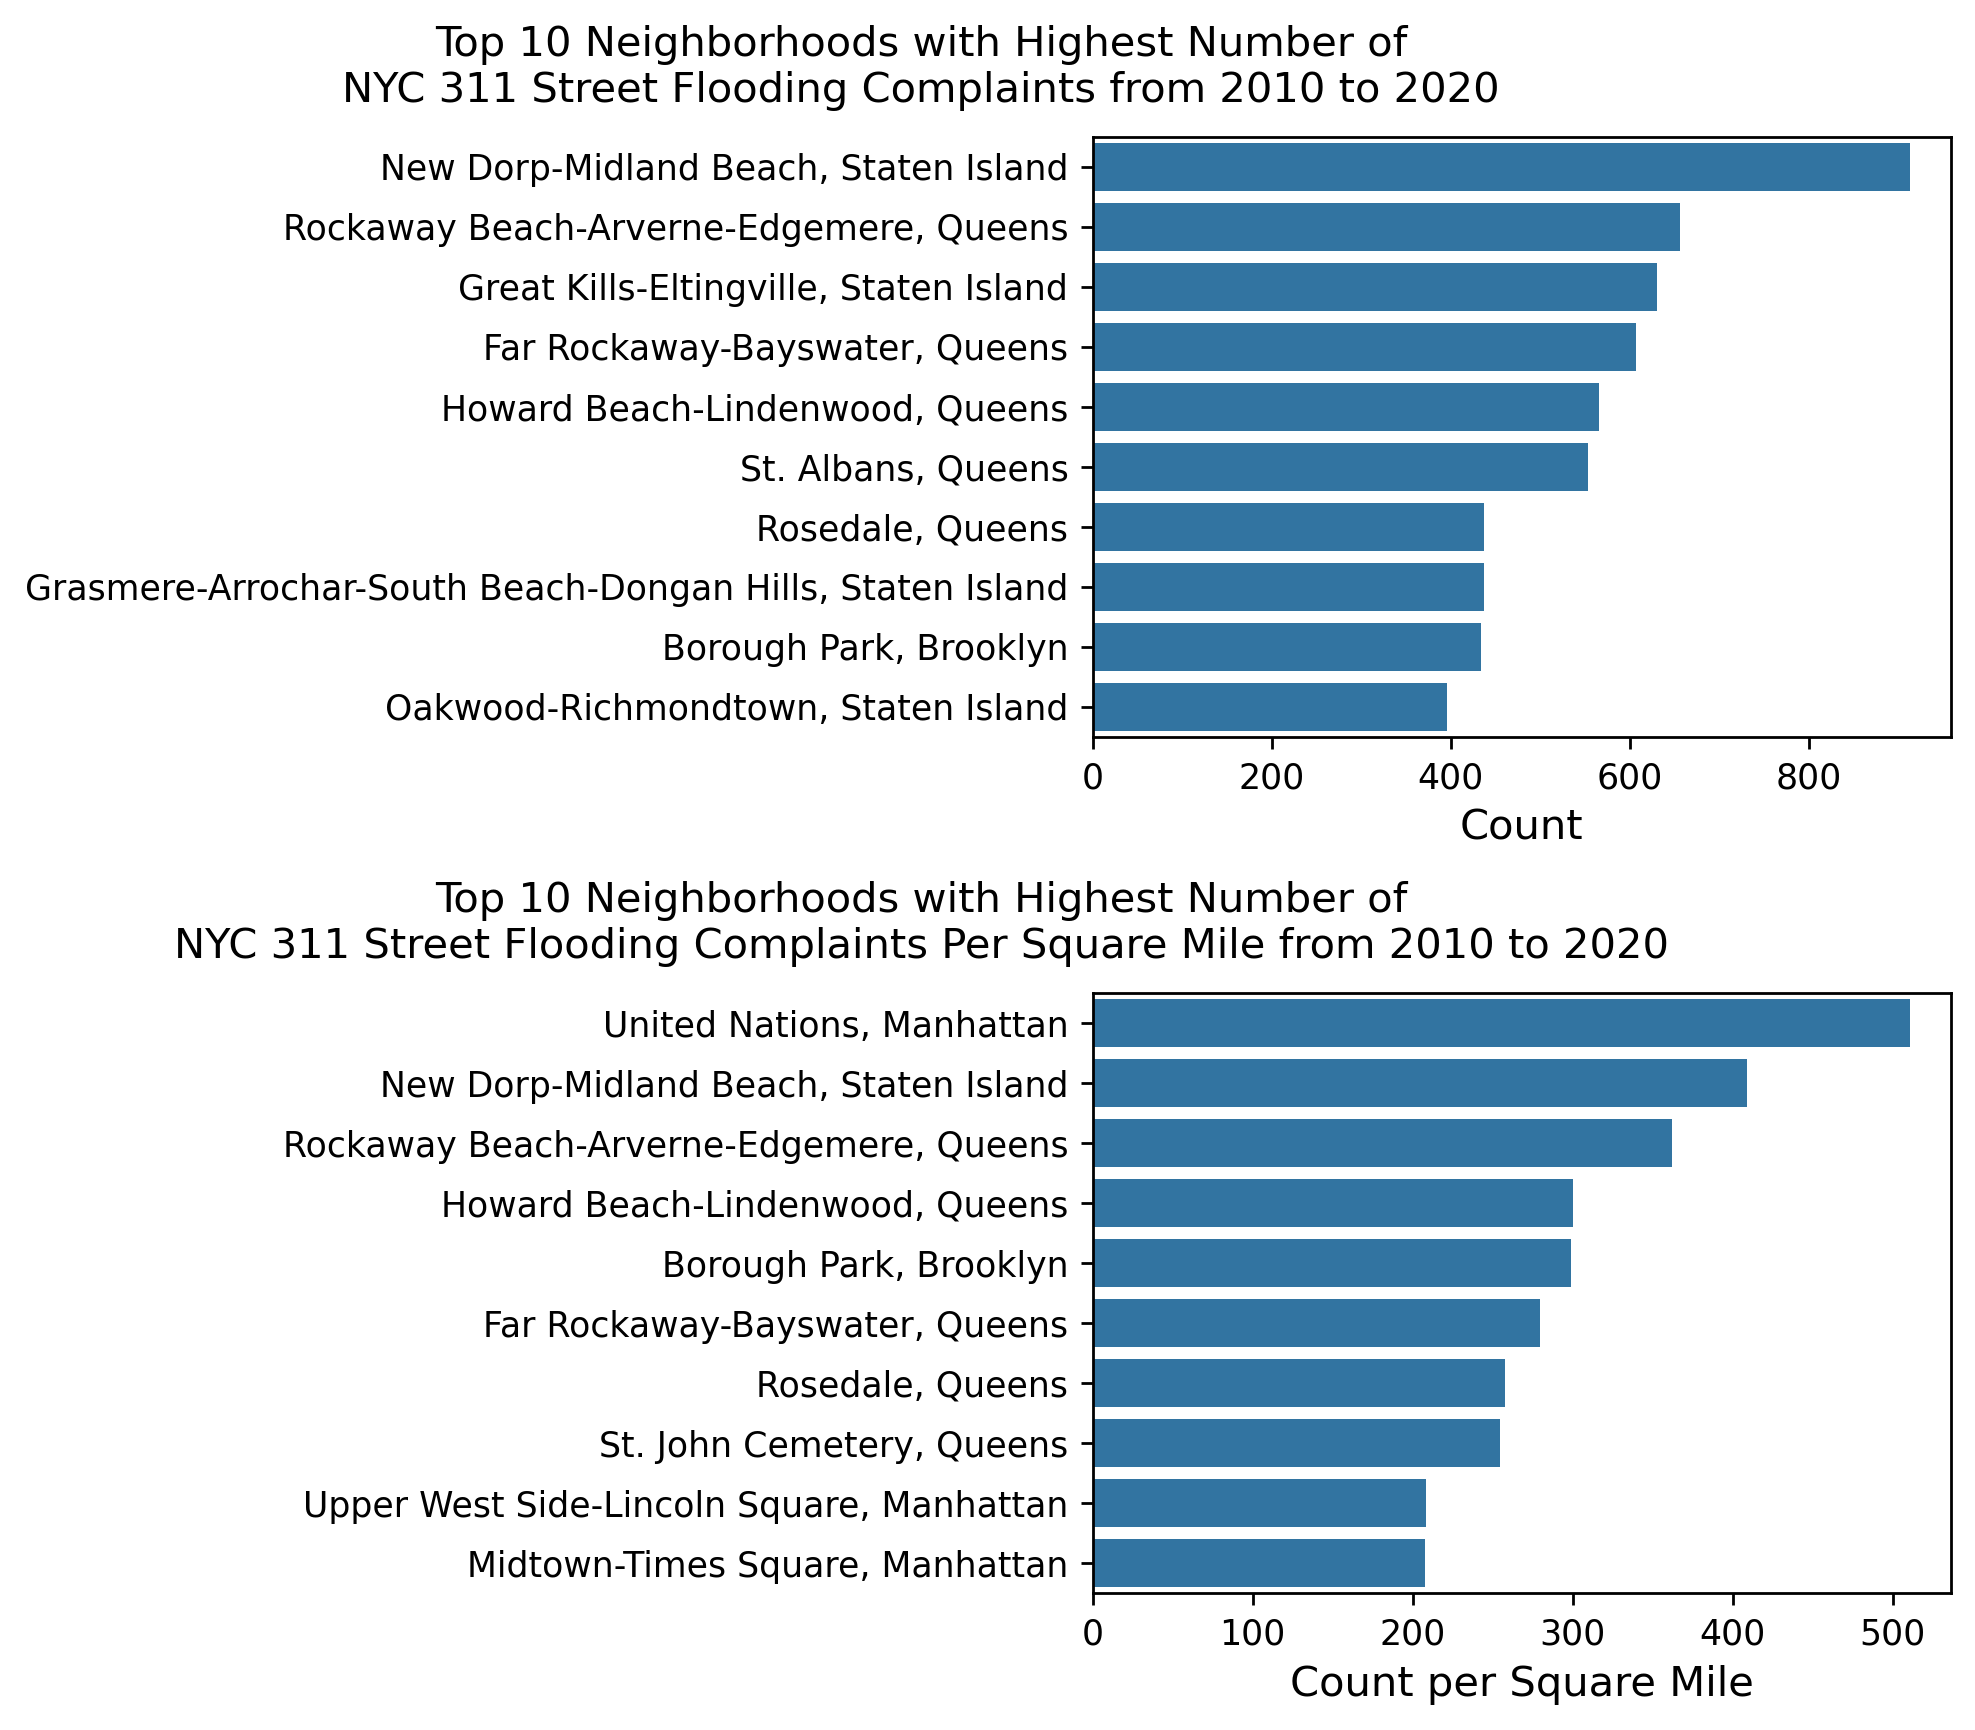 Top 10 Neighborhoods with Highest Number of
NYC 311 Street Flooding Complaints from 2010 to 2020
New Dorp-Midland Beach, Staten Island
Rockaway Beach-Arverne-Edgemere, Queens
Great Kills-Eltingville, Staten Island
Far Rockaway-Bayswater, Queens
Howard Beach-Lindenwood, Queens
St. Albans, Queens
Rosedale, Queens
Grasmere-Arrochar-South Beach-Dongan Hills, Staten Island
Borough Park, Brooklyn
Oakwood-Richmondtown, Staten Island
0 200 400 600 800
Count
Top 10 Neighborhoods with Highest Number of
NYC 311 Street Flooding Complaints Per Square Mile from 2010 to 2020
United Nations, Manhattan
New Dorp-Midland Beach, Staten Island
Rockaway Beach-Arverne-Edgemere, Queens
Howard Beach-Lindenwood, Queens
Borough Park, Brooklyn
Far Rockaway-Bayswater, Queens
Rosedale, Queens
St. John Cemetery, Queens
Upper West Side-Lincoln Square, Manhattan
Midtown-Times Square, Manhattan
0 100 200 300 400 500
Count per Square Mile